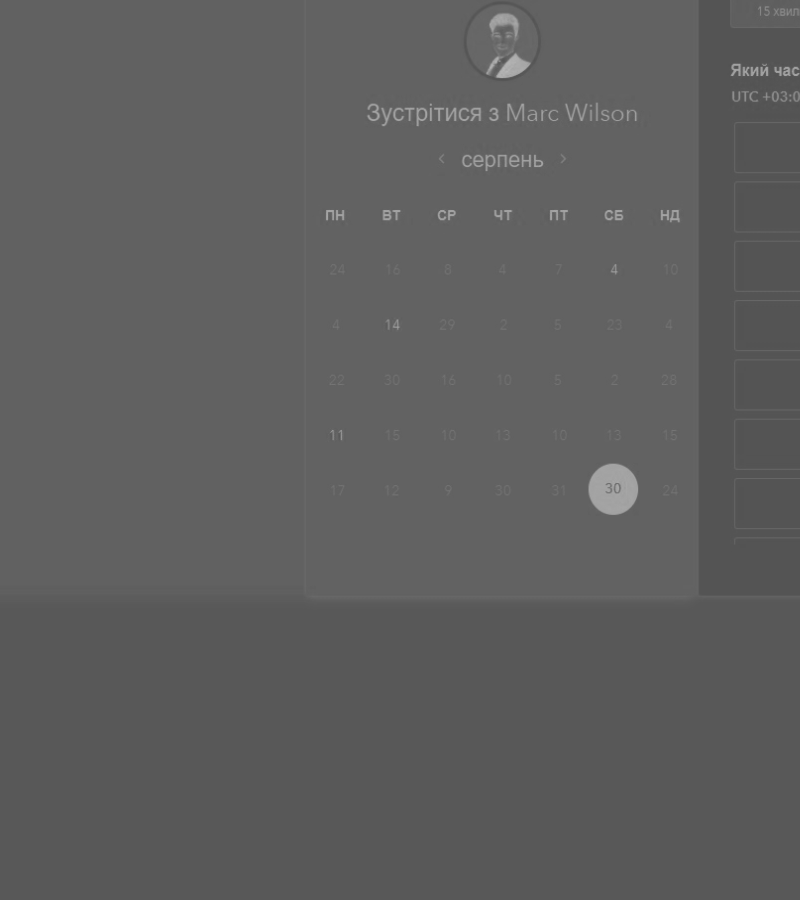 15 хвил
Який час
UTC +03:0
Зустрітися з Marc Wilson
серпень
ПН ВТ СР ЧТ ПТ СБ НД
24 16 8 4 7 4 10
4 14 29 2 5 23 4
22 30 16 10 5 2 28
11 15 10 13 10 13 15
17 12 9 30 31 30 24